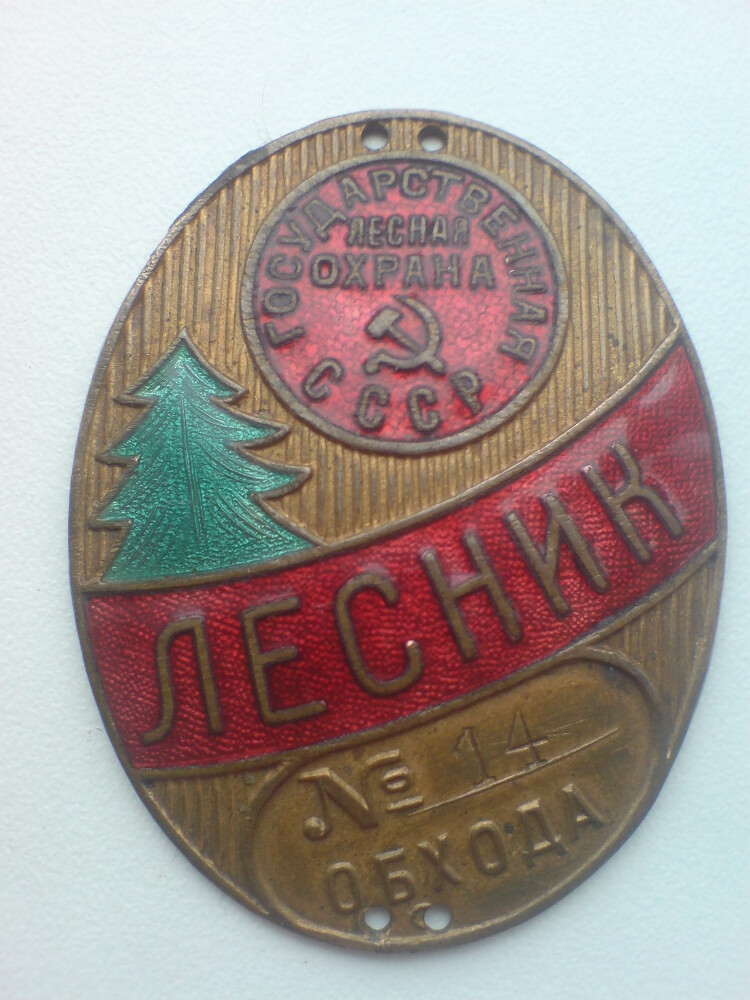 ГОСУДАРСТВЕННАЯ
ЛЕСНАЯ
ОХРАНА
СССР
ЛЕСНИК
№ 14
ОБХОДА